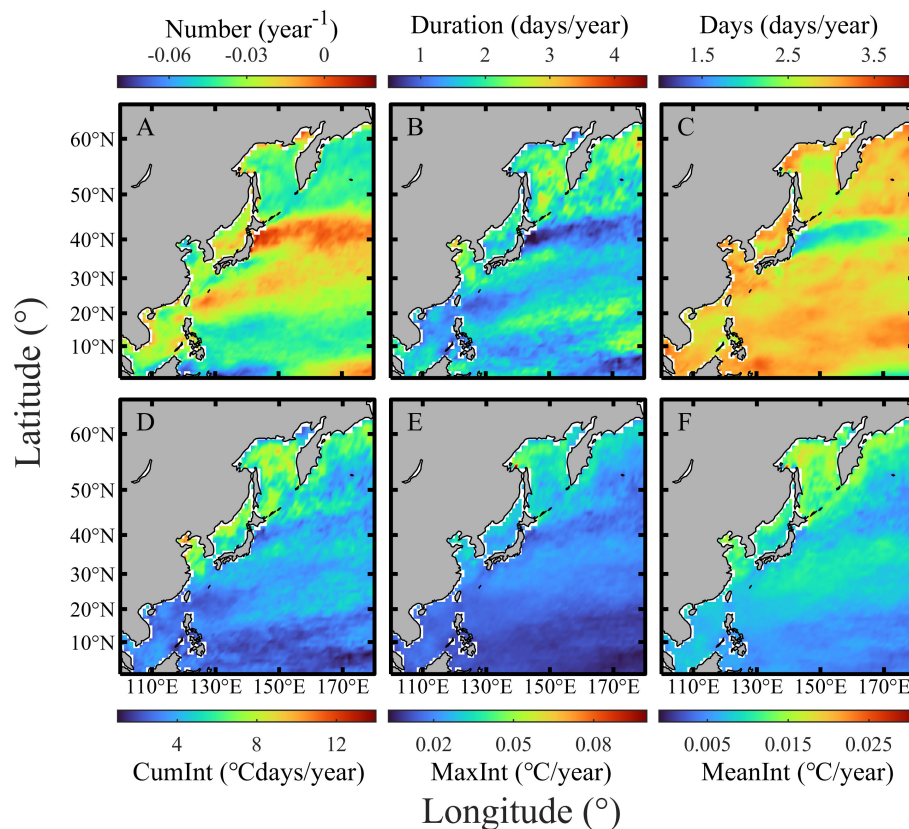 Number (year⁻¹) Duration (days/year) Days (days/year)
-0.06 -0.03 0 1 2 3 4 1.5 2.5 3.5
A B C
60°N
50°N
40°N
30°N
20°N
10°N
Latitude (°)
D E F
60°N
50°N
40°N
30°N
20°N
10°N
110°E 130°E 150°E 170°E 110°E 130°E 150°E 170°E 110°E 130°E 150°E 170°E
4 8 12 0.02 0.05 0.08 0.005 0.015 0.025
CumInt (°Cdays/year) MaxInt (°C/year) MeanInt (°C/year)
Longitude (°)